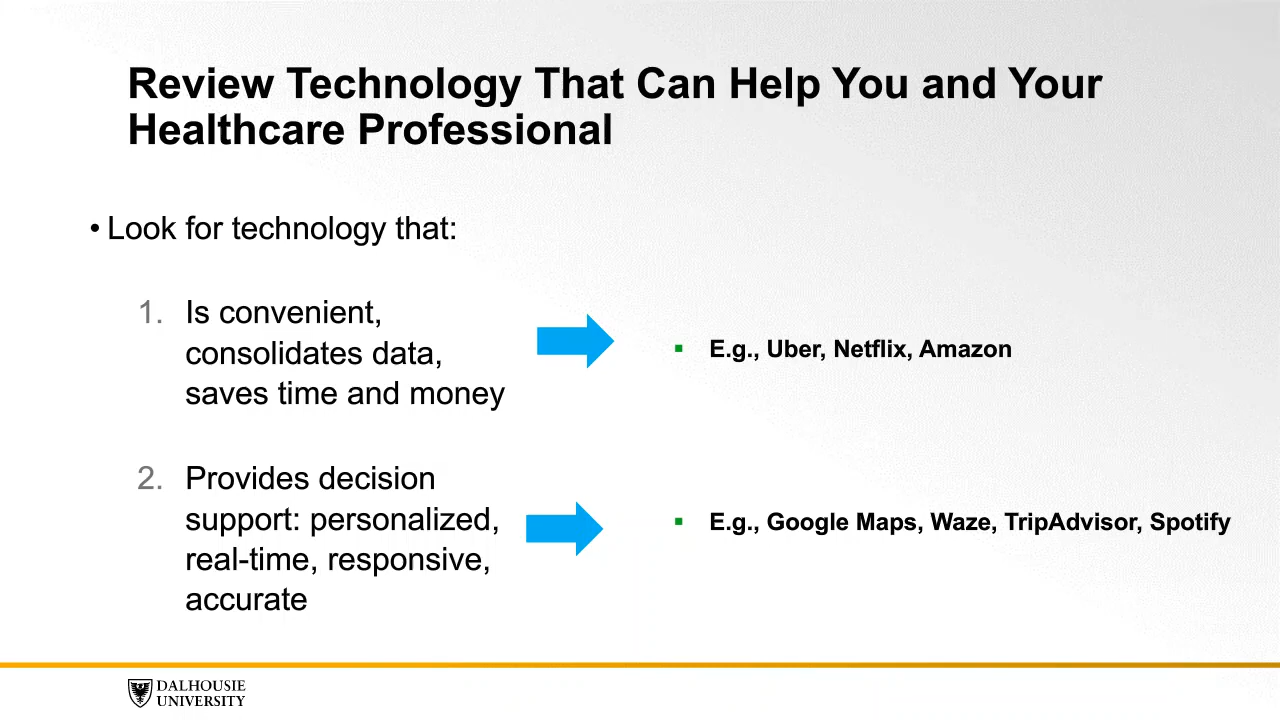 Review Technology That Can Help You and Your
Healthcare Professional
• Look for technology that:
1. Is convenient,
consolidates data,
saves time and money
▪ E.g., Uber, Netflix, Amazon
2. Provides decision
support: personalized,
real-time, responsive,
accurate
▪ E.g., Google Maps, Waze, TripAdvisor, Spotify
DALHOUSIE
UNIVERSITY